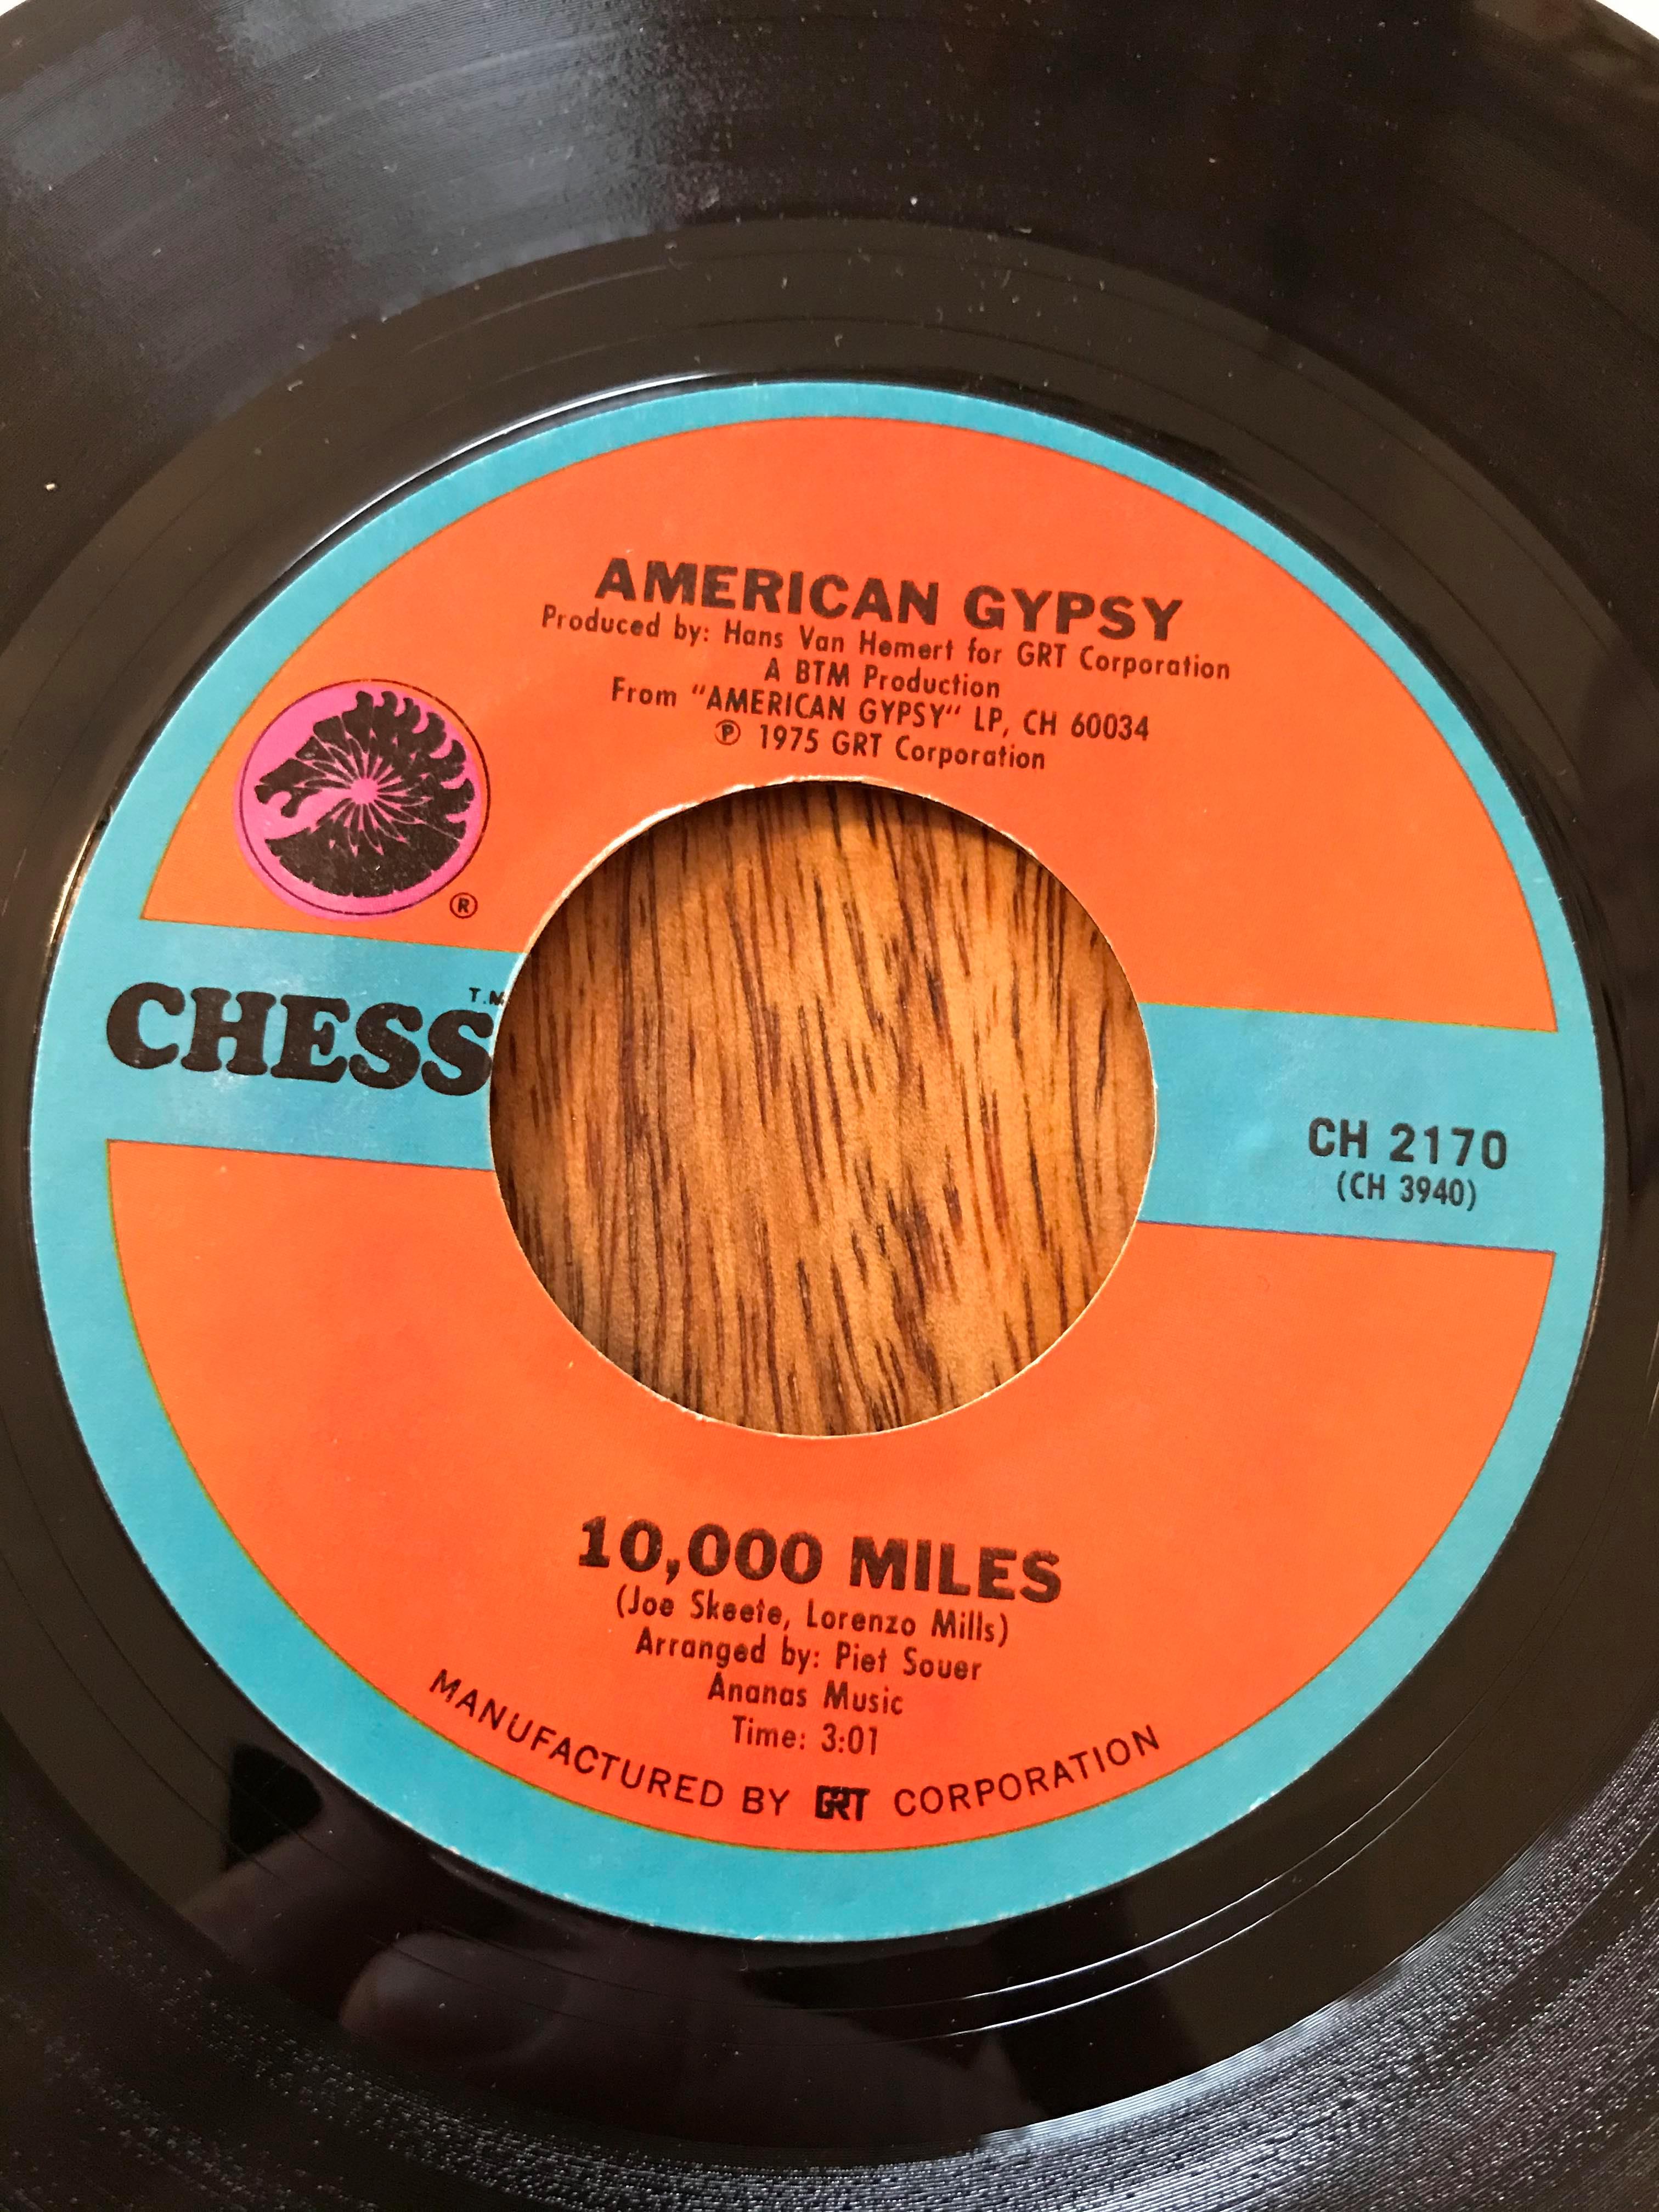 AMERICAN GYPSY
Produced by: Hans Van Hemert for GRT Corporation
A BTM Production
From "AMERICAN GYPSY" LP, CH 60034
Ⓟ 1975 GRT Corporation
®
T.M
CHESS
CH 2170
(CH 3940)
10,000 MILES
(Joe Skeete, Lorenzo Mills)
Arranged by: Piet Souer
Ananas Music
Time: 3:01
MANUFACTURED BY GRT CORPORATION